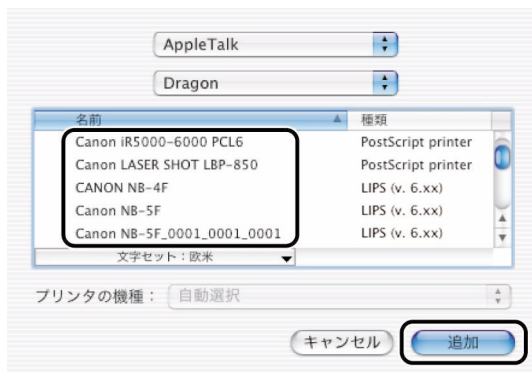 AppleTalk
Dragon
名前 種類
Canon iR5000-6000 PCL6 PostScript printer
Canon LASER SHOT LBP-850 PostScript printer
CANON NB-4F LIPS (v. 6.xx)
Canon NB-5F LIPS (v. 6.xx)
Canon NB-5F_0001_0001_0001 LIPS (v. 6.xx)
文字セット：欧米
プリンタの機種： 自動選択
キャンセル 追加